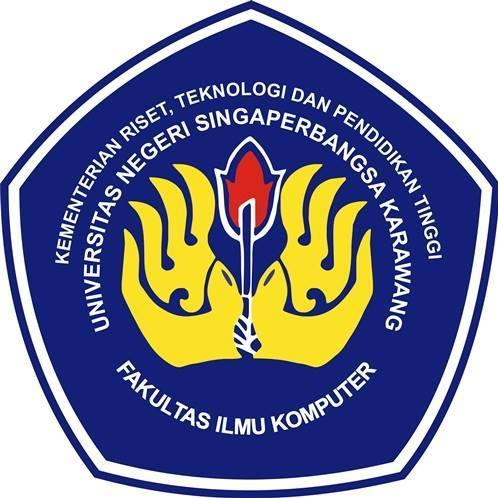 KEMENTERIAN RISET, TEKNOLOGI DAN PENDIDIKAN TINGGI
UNIVERSITAS NEGERI SINGAPERBANGSA KARAWANG
FAKULTAS ILMU KOMPUTER